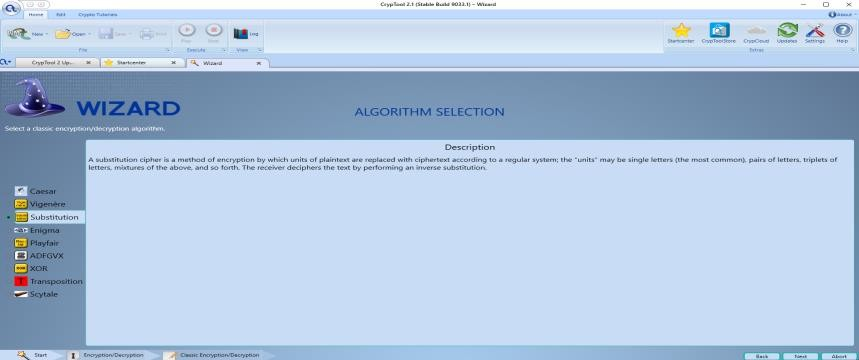 CrypTool 2.1 (Stable Build 9033.1) – Wizard
Home Edit Crypto Tutorials
About
New Open Save Print Play Stop Log
Startcenter CrypToolStore CrypCloud Updates Settings Help
File Execute View Extras
CrypTool 2 Up... Startcenter Wizard
WIZARD
ALGORITHM SELECTION
Select a classic encryption/decryption algorithm.
Description
A substitution cipher is a method of encryption by which units of plaintext are replaced with ciphertext according to a regular system; the "units" may be single letters (the most common), pairs of letters, triplets of
letters, mixtures of the above, and so forth. The receiver deciphers the text by performing an inverse substitution.
Caesar
Vigenère
Substitution
Enigma
Playfair
ADFGVX
XOR
Transposition
Scytale
Start Encryption/Decryption Classic Encryption/Decryption
Back Next Abort